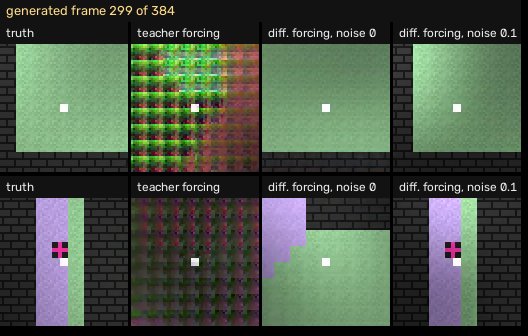 generated frame 299 of 384
truth
teacher forcing
diff. forcing, noise 0
diff. forcing, noise 0.1
truth
teacher forcing
diff. forcing, noise 0
diff. forcing, noise 0.1